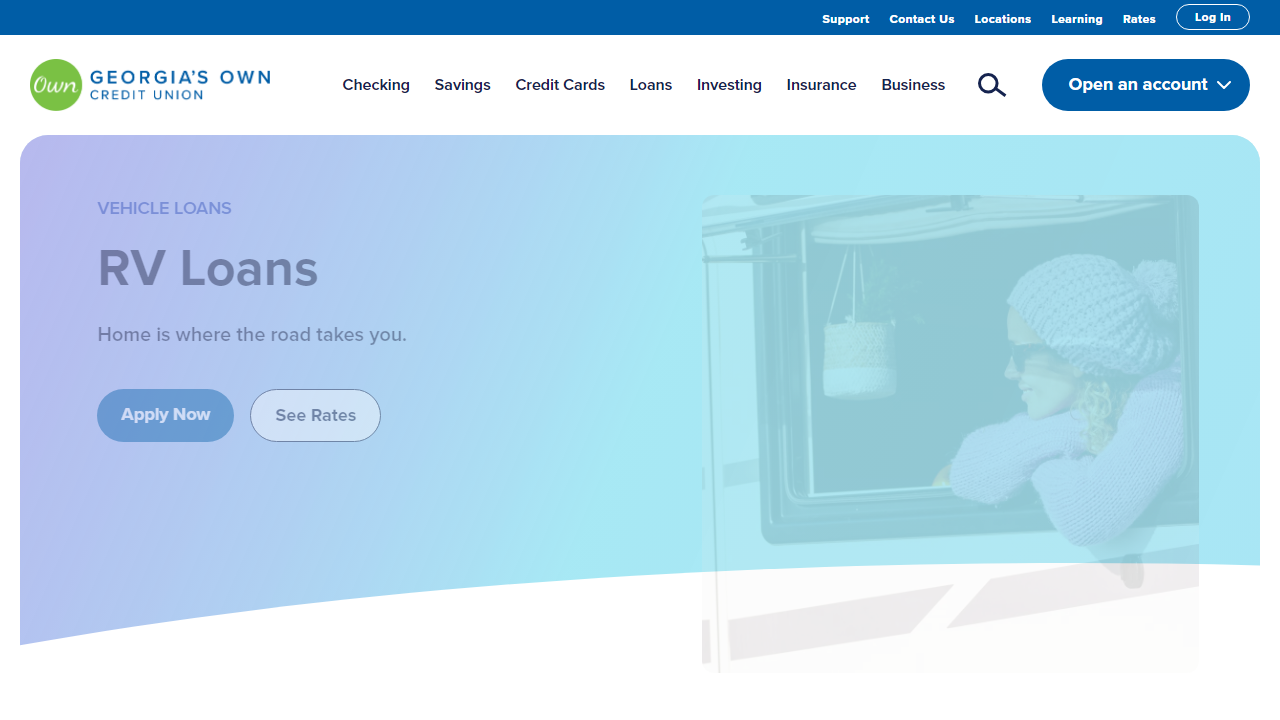 Support Contact Us Locations Learning Rates Log In
Own GEORGIA'S OWN
CREDIT UNION
Checking Savings Credit Cards Loans Investing Insurance Business Open an account
VEHICLE LOANS
RV Loans
Home is where the road takes you.
Apply Now See Rates